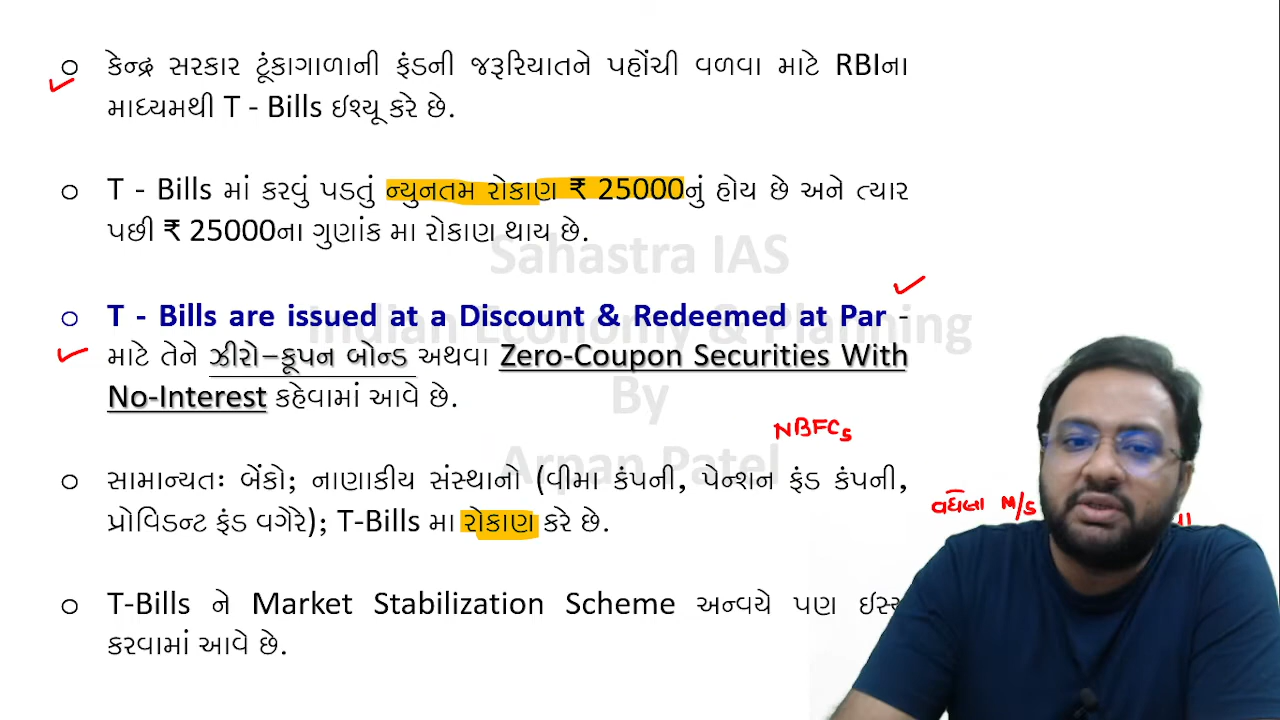 o કેન્દ્ર સરકાર ટૂંકાગાળાની ફંડની જરૂરિયાતને પહોંચી વળવા માટે RBIના
માધ્યમથી T - Bills ઈશ્યૂ કરે છે.
o T - Bills માં કરવું પડતું ન્યુનતમ રોકાણ ₹ 25000નું હોય છે અને ત્યાર
પછી ₹ 25000ના ગુણાંક મા રોકાણ થાય છે.
Sahastra IAS
o T - Bills are issued at a Discount & Redeemed at Par -
Indian Economy & Planning
માટે તેને ઝીરો–કૂપન બોન્ડ અથવા Zero-Coupon Securities With
No-Interest કહેવામાં આવે છે.
By
NBFCs
Arpan Patel
o સામાન્યતઃ બેંકો; નાણાકીય સંસ્થાનો (વીમા કંપની, પેન્શન ફંડ કંપની,
વધેલા M/S
પ્રોવિડન્ટ ફંડ વગેરે); T-Bills મા રોકાણ કરે છે.
o T-Bills ને Market Stabilization Scheme અન્વયે પણ
કરવામાં આવે છે.